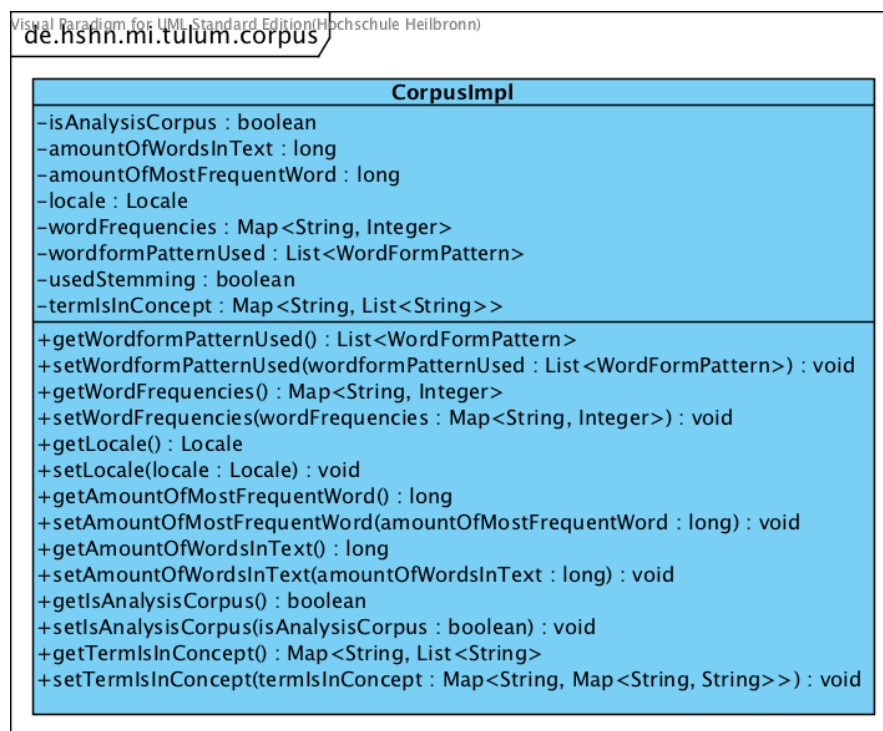 Visual Paradigm for UML Standard Edition(Hochschule Heilbronn)
de.hshn.mi.tulum.corpus
CorpusImpl
-isAnalysisCorpus : boolean
-amountOfWordsInText : long
-amountOfMostFrequentWord : long
-locale : Locale
-wordFrequencies : Map<String, Integer>
-wordformPatternUsed : List<WordFormPattern>
-usedStemming : boolean
-termIsInConcept : Map<String, List<String>>
+getWordformPatternUsed() : List<WordFormPattern>
+setWordformPatternUsed(wordformPatternUsed : List<WordFormPattern>) : void
+getWordFrequencies() : Map<String, Integer>
+setWordFrequencies(wordFrequencies : Map<String, Integer>) : void
+getLocale() : Locale
+setLocale(locale : Locale) : void
+getAmountOfMostFrequentWord() : long
+setAmountOfMostFrequentWord(amountOfMostFrequentWord : long) : void
+getAmountOfWordsInText() : long
+setAmountOfWordsInText(amountOfWordsInText : long) : void
+getIsAnalysisCorpus() : boolean
+setIsAnalysisCorpus(isAnalysisCorpus : boolean) : void
+getTermIsInConcept() : Map<String, List<String>
+setTermIsInConcept(termIsInConcept : Map<String, Map<String, String>>) : void